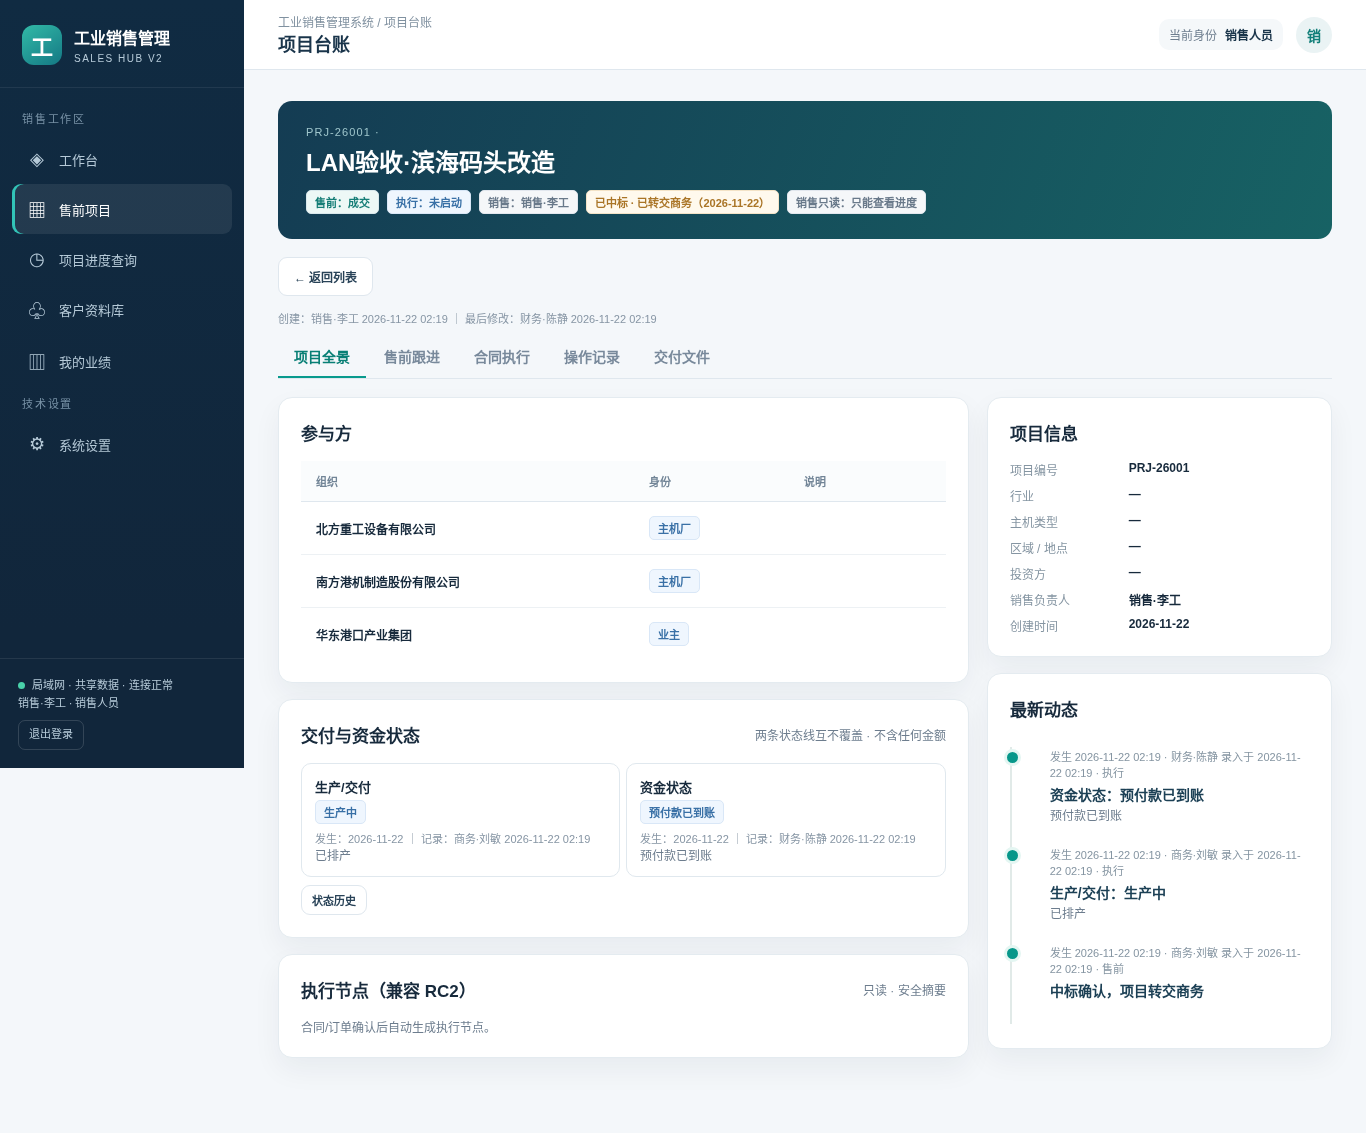 工
工业销售管理
SALES HUB V2
销售工作区
工作台
售前项目
项目进度查询
客户资料库
我的业绩
技术设置
系统设置
局域网 · 共享数据 · 连接正常
销售·李工 · 销售人员
退出登录
工业销售管理系统 / 项目台账
项目台账
当前身份 销售人员
销
PRJ-26001 ·
LAN验收·滨海码头改造
售前：成交 执行：未启动 销售：销售·李工 已中标 · 已转交商务（2026-11-22） 销售只读：只能查看进度
← 返回列表
创建：销售·李工 2026-11-22 02:19 ｜ 最后修改：财务·陈静 2026-11-22 02:19
项目全景 售前跟进 合同执行 操作记录 交付文件
参与方
组织 身份 说明
北方重工设备有限公司 主机厂
南方港机制造股份有限公司 主机厂
华东港口产业集团 业主
交付与资金状态 两条状态线互不覆盖 · 不含任何金额
生产/交付
生产中
发生：2026-11-22 ｜ 记录：商务·刘敏 2026-11-22 02:19
已排产
资金状态
预付款已到账
发生：2026-11-22 ｜ 记录：财务·陈静 2026-11-22 02:19
预付款已到账
状态历史
执行节点（兼容 RC2） 只读 · 安全摘要
合同/订单确认后自动生成执行节点。
项目信息
项目编号 PRJ-26001
行业 —
主机类型 —
区域 / 地点 —
投资方 —
销售负责人 销售·李工
创建时间 2026-11-22
最新动态
发生 2026-11-22 02:19 · 财务·陈静 录入于 2026-11-
22 02:19 · 执行
资金状态：预付款已到账
预付款已到账
发生 2026-11-22 02:19 · 商务·刘敏 录入于 2026-11-
22 02:19 · 执行
生产/交付：生产中
已排产
发生 2026-11-22 02:19 · 商务·刘敏 录入于 2026-11-
22 02:19 · 售前
中标确认，项目转交商务